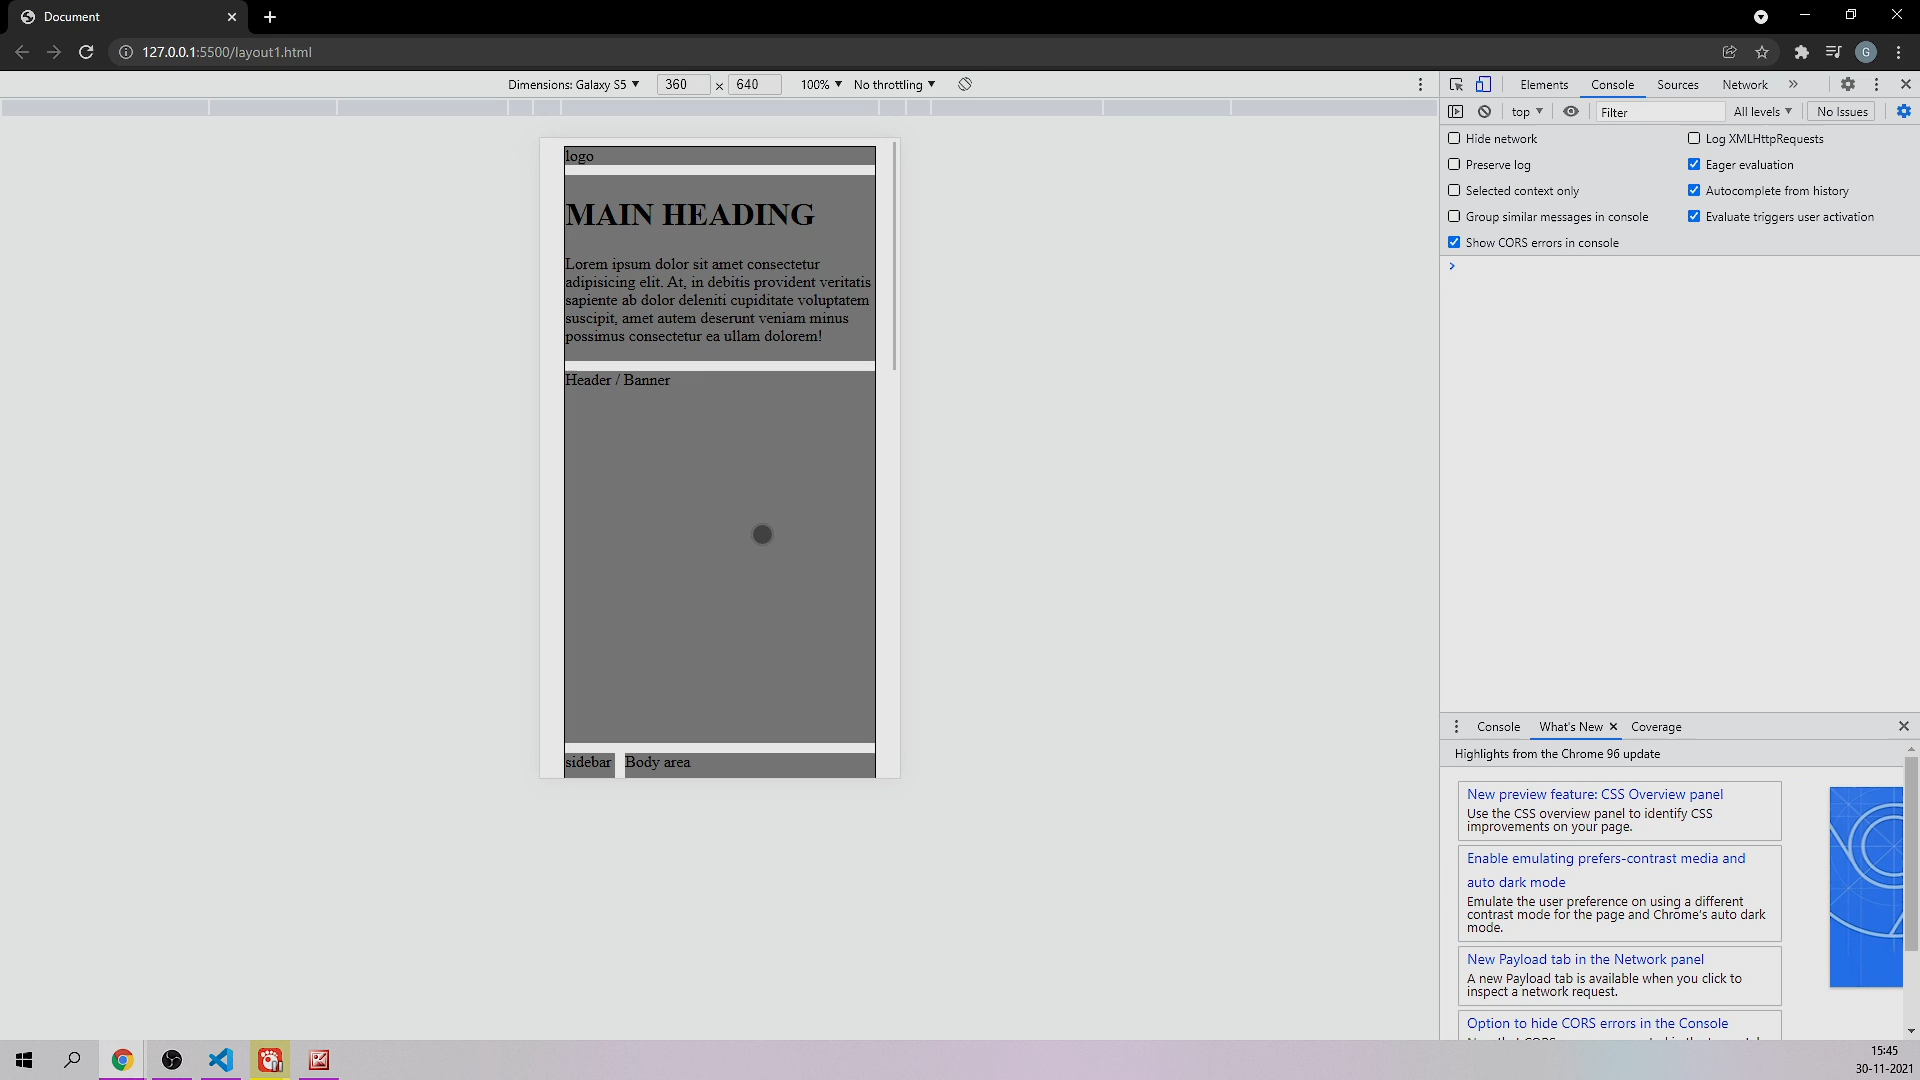 Document
127.0.0.1:5500/layout1.html
G
Dimensions: Galaxy S5
360
x
640
100%
No throttling
Elements
Console
Sources
Network
top
Filter
All levels
No Issues
Hide network
Log XMLHttpRequests
Preserve log
Eager evaluation
Selected context only
Autocomplete from history
Group similar messages in console
Evaluate triggers user activation
Show CORS errors in console
logo
MAIN HEADING
Lorem ipsum dolor sit amet consectetur
adipisicing elit. At, in debitis provident veritatis
sapiente ab dolor deleniti cupiditate voluptatem
suscipit, amet autem deserunt veniam minus
possimus consectetur ea ullam dolorem!
Header / Banner
sidebar
Body area
Console
What's New
Coverage
Highlights from the Chrome 96 update
New preview feature: CSS Overview panel
Use the CSS overview panel to identify CSS
improvements on your page.
Enable emulating prefers-contrast media and
auto dark mode
Emulate the user preference on using a different
contrast mode for the page and Chrome's auto dark
mode.
New Payload tab in the Network panel
A new Payload tab is available when you click to
inspect a network request.
Option to hide CORS errors in the Console
15:45
30-11-2021